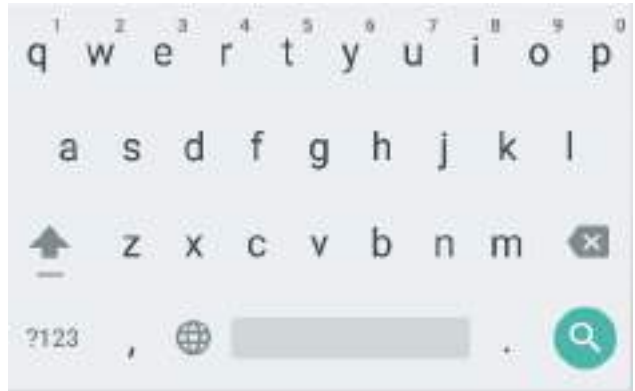 1 2 3 4 5 6 7 8 9 0
q w e r t y u i o p
a s d f g h j k l
z x c v b n m
?123 , .